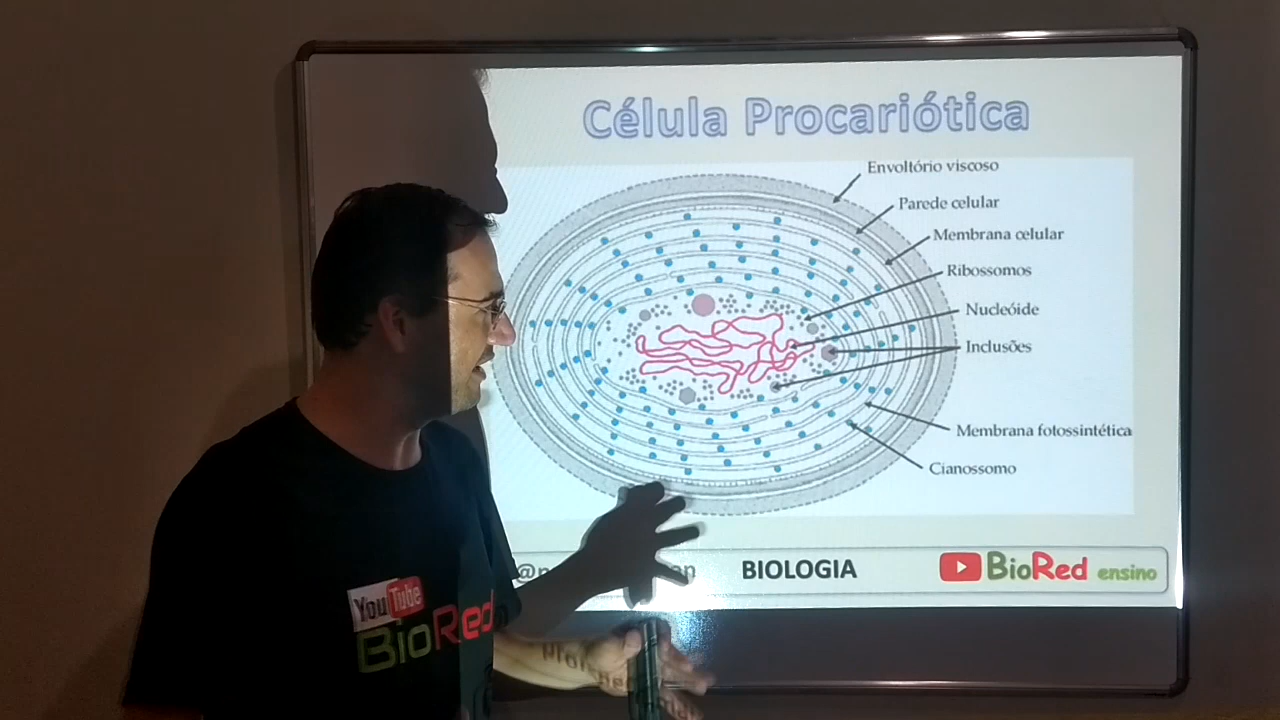 Célula Procariótica
Envoltório viscoso
Parede celular
Membrana celular
Ribossomos
Nucleóide
Inclusões
Membrana fotossintética
Cianossomo
BIOLOGIA
BioRed ensino
YouTube
BioRed